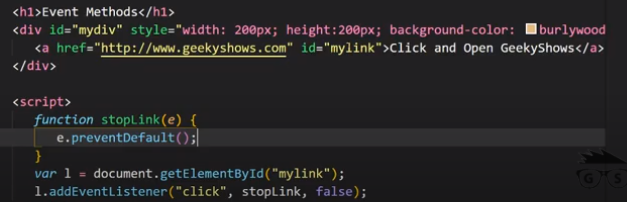 <h1>Event Methods</h1>
<div id="mydiv" style="width: 200px; height:200px; background-color: burlywood
<a href="http://www.geekyshows.com" id="mylink">Click and Open GeekyShows</a>
</div>
<script>
function stopLink(e) {
e.preventDefault();
}
var l = document.getElementById("mylink");
l.addEventListener("click", stopLink, false);
G S